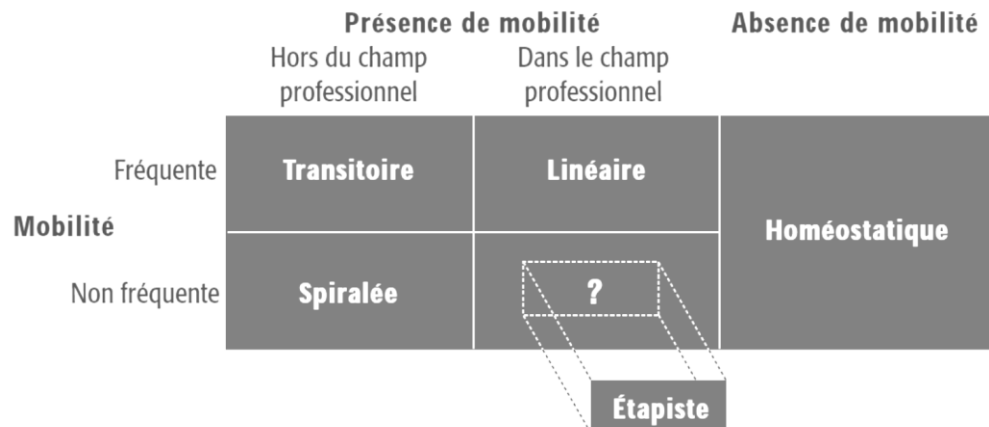 Présence de mobilité
Absence de mobilité
Hors du champ
professionnel
Dans le champ
professionnel
Mobilité
Fréquente
Transitoire
Linéaire
Homéostatique
Non fréquente
Spiralée
?
Étapiste